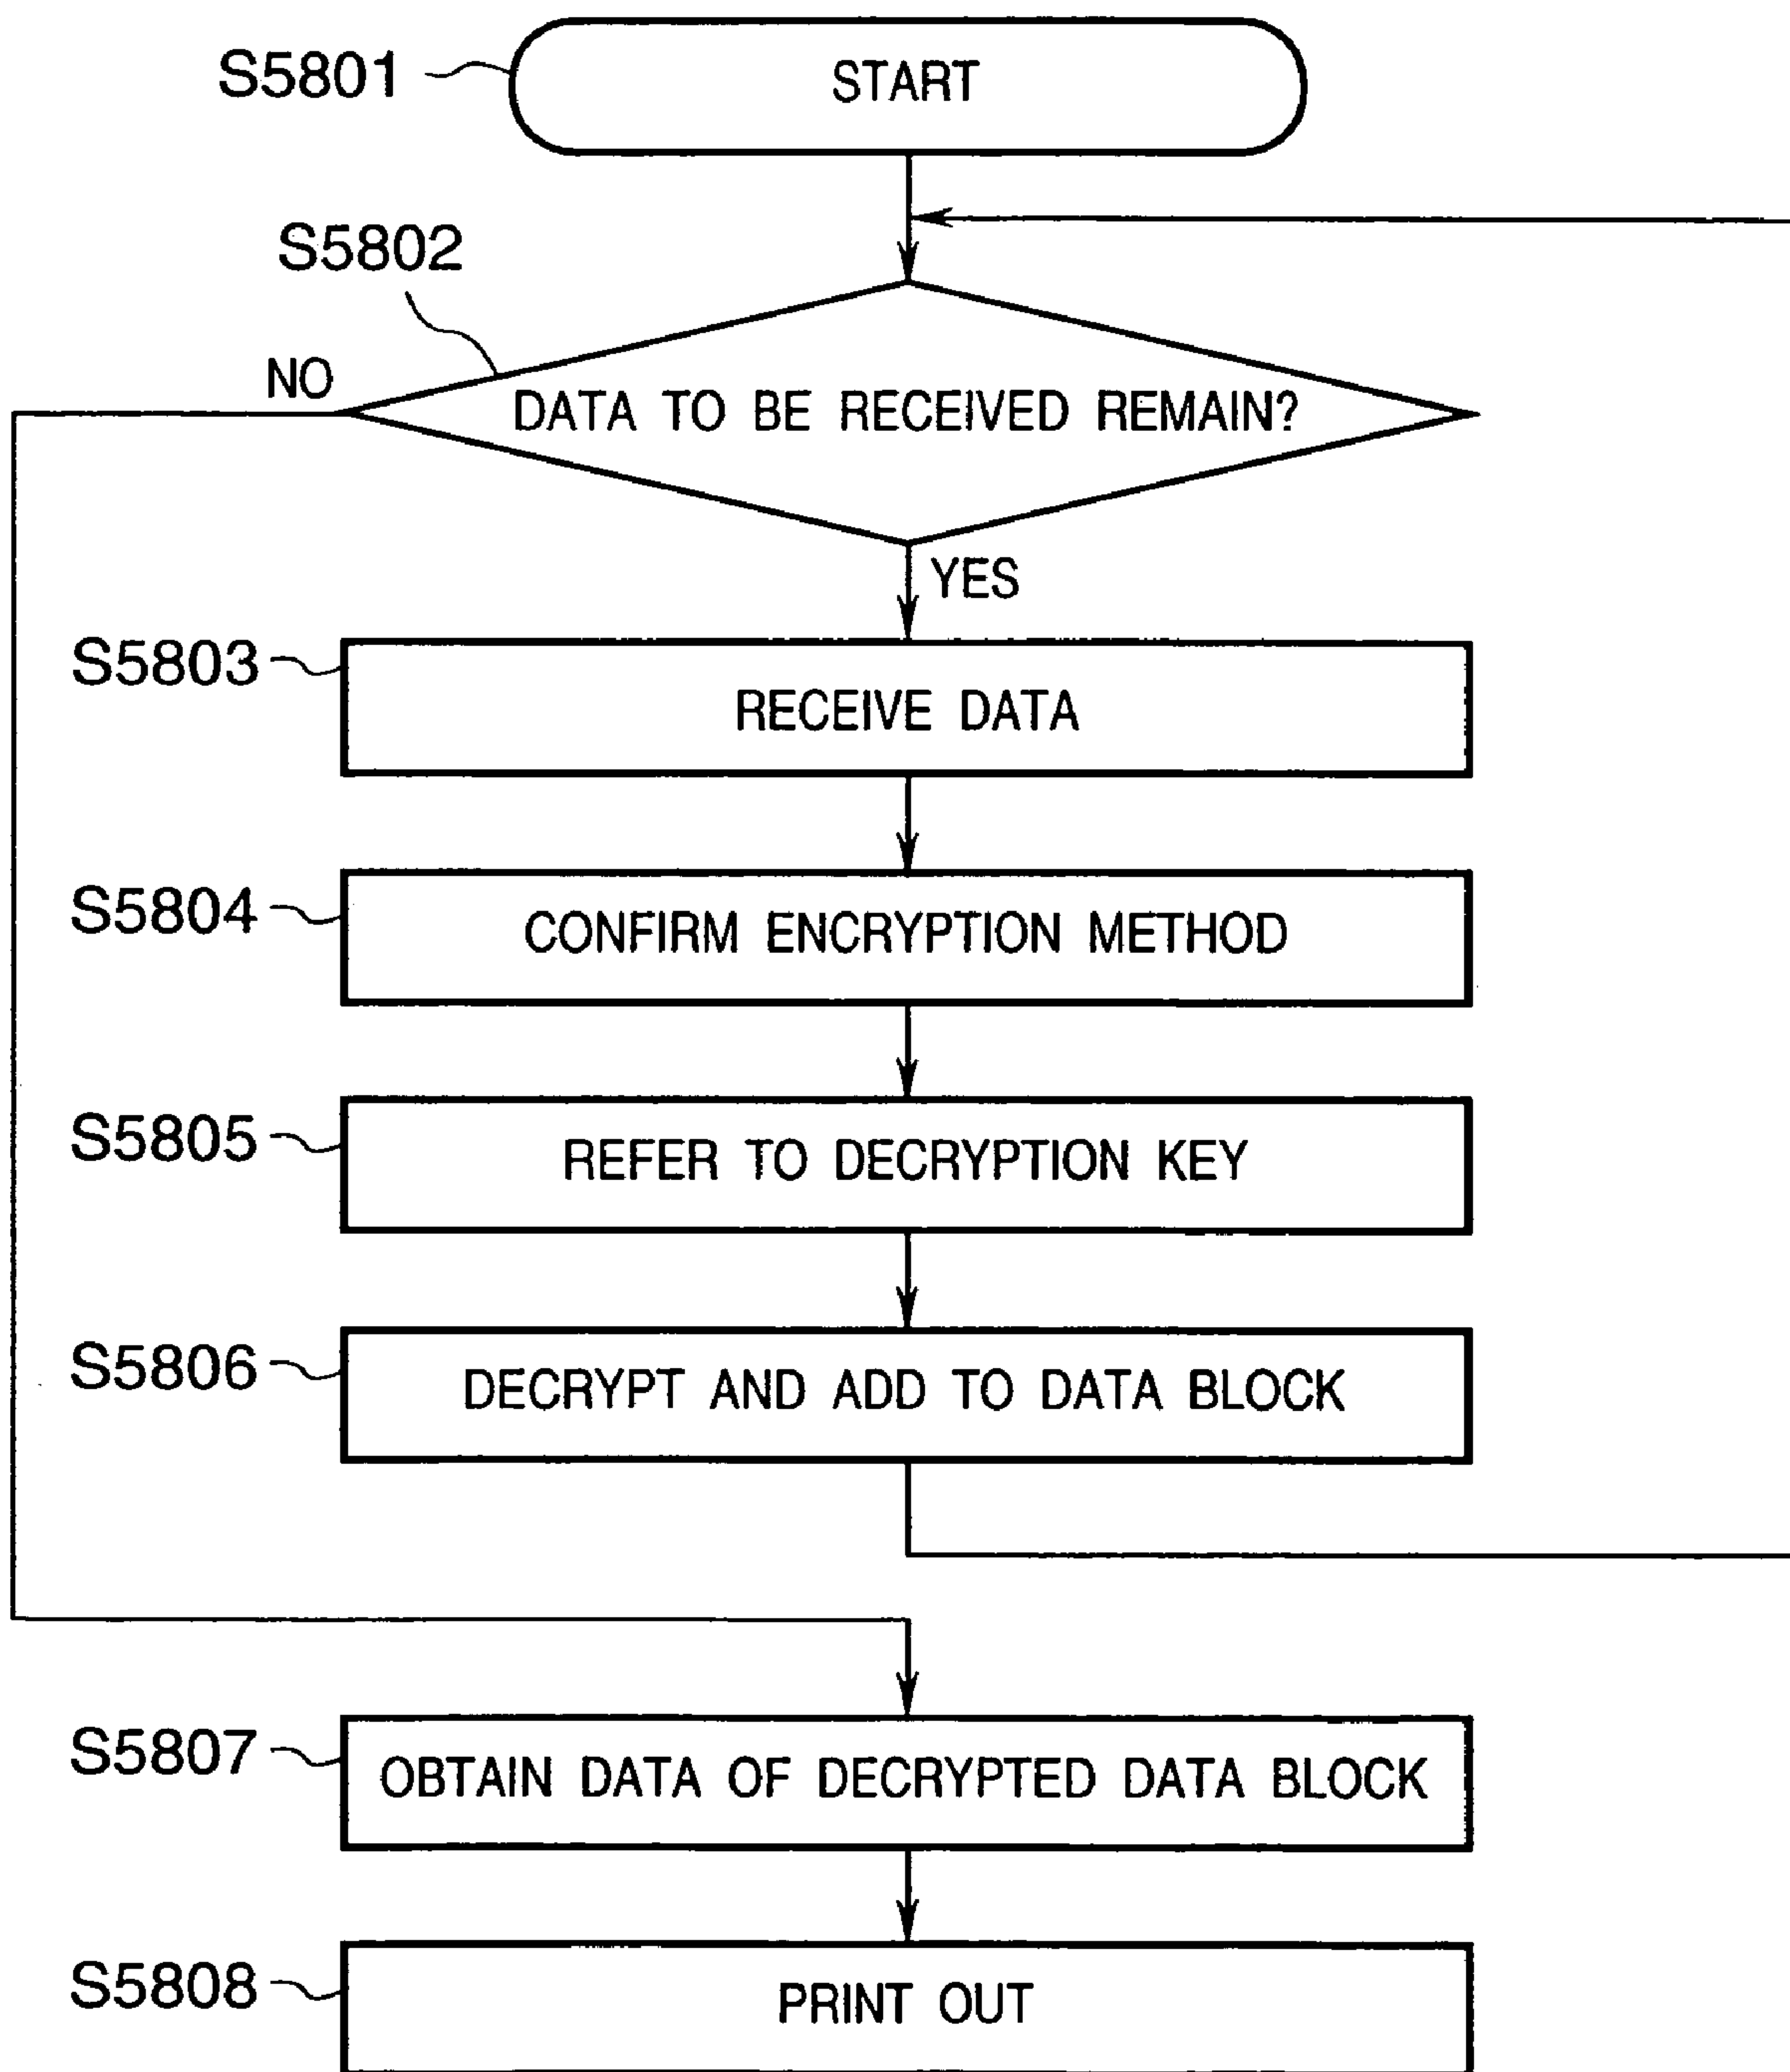 S5801
START
S5802
NO
DATA TO BE RECEIVED REMAIN?
YES
S5803
RECEIVE DATA
S5804
CONFIRM ENCRYPTION METHOD
S5805
REFER TO DECRYPTION KEY
S5806
DECRYPT AND ADD TO DATA BLOCK
S5807
OBTAIN DATA OF DECRYPTED DATA BLOCK
S5808
PRINT OUT